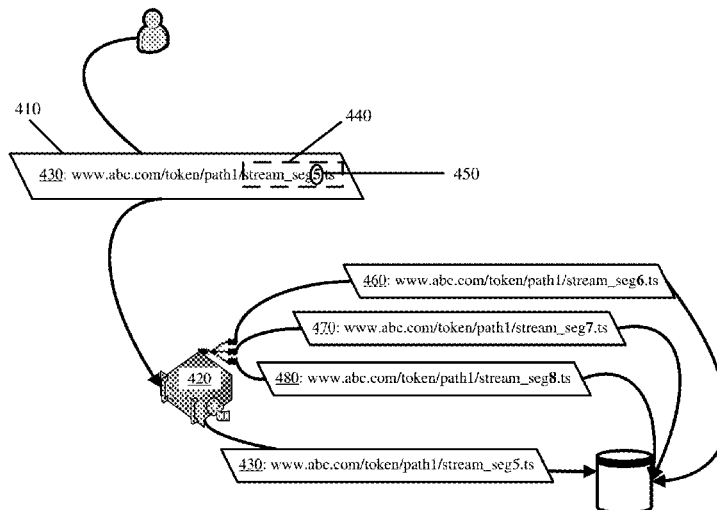 410
440
430: www.abc.com/token/path1/stream_seg5.ts
450
460: www.abc.com/token/path1/stream_seg6.ts
470: www.abc.com/token/path1/stream_seg7.ts
420
480: www.abc.com/token/path1/stream_seg8.ts
430: www.abc.com/token/path1/stream_seg5.ts